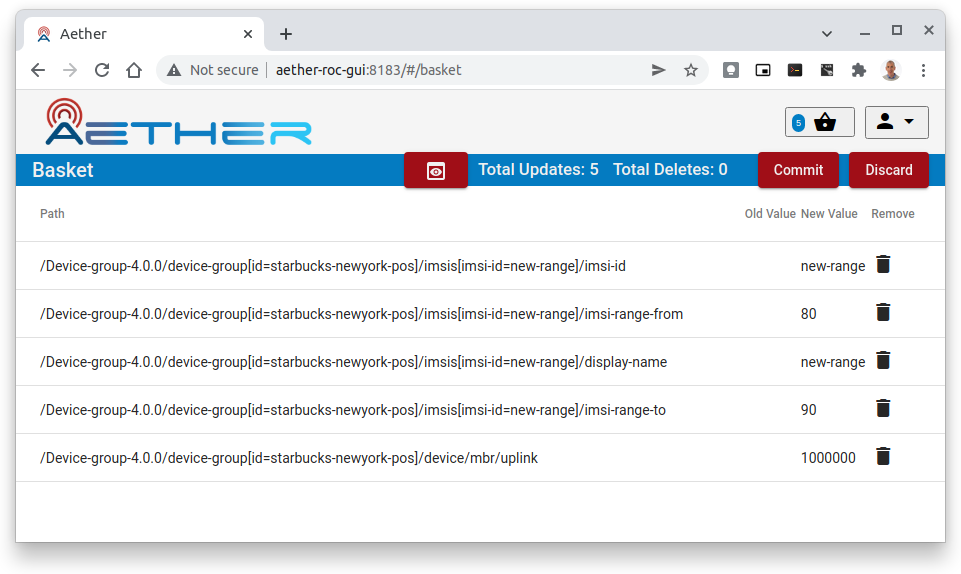 Aether
Not secure aether-roc-gui:8183/#/basket
AETHER
5
Basket Total Updates: 5 Total Deletes: 0 Commit Discard
Path Old Value New Value Remove
/Device-group-4.0.0/device-group[id=starbucks-newyork-pos]/imsis[imsi-id=new-range]/imsi-id new-range
/Device-group-4.0.0/device-group[id=starbucks-newyork-pos]/imsis[imsi-id=new-range]/imsi-range-from 80
/Device-group-4.0.0/device-group[id=starbucks-newyork-pos]/imsis[imsi-id=new-range]/display-name new-range
/Device-group-4.0.0/device-group[id=starbucks-newyork-pos]/imsis[imsi-id=new-range]/imsi-range-to 90
/Device-group-4.0.0/device-group[id=starbucks-newyork-pos]/device/mbr/uplink 1000000